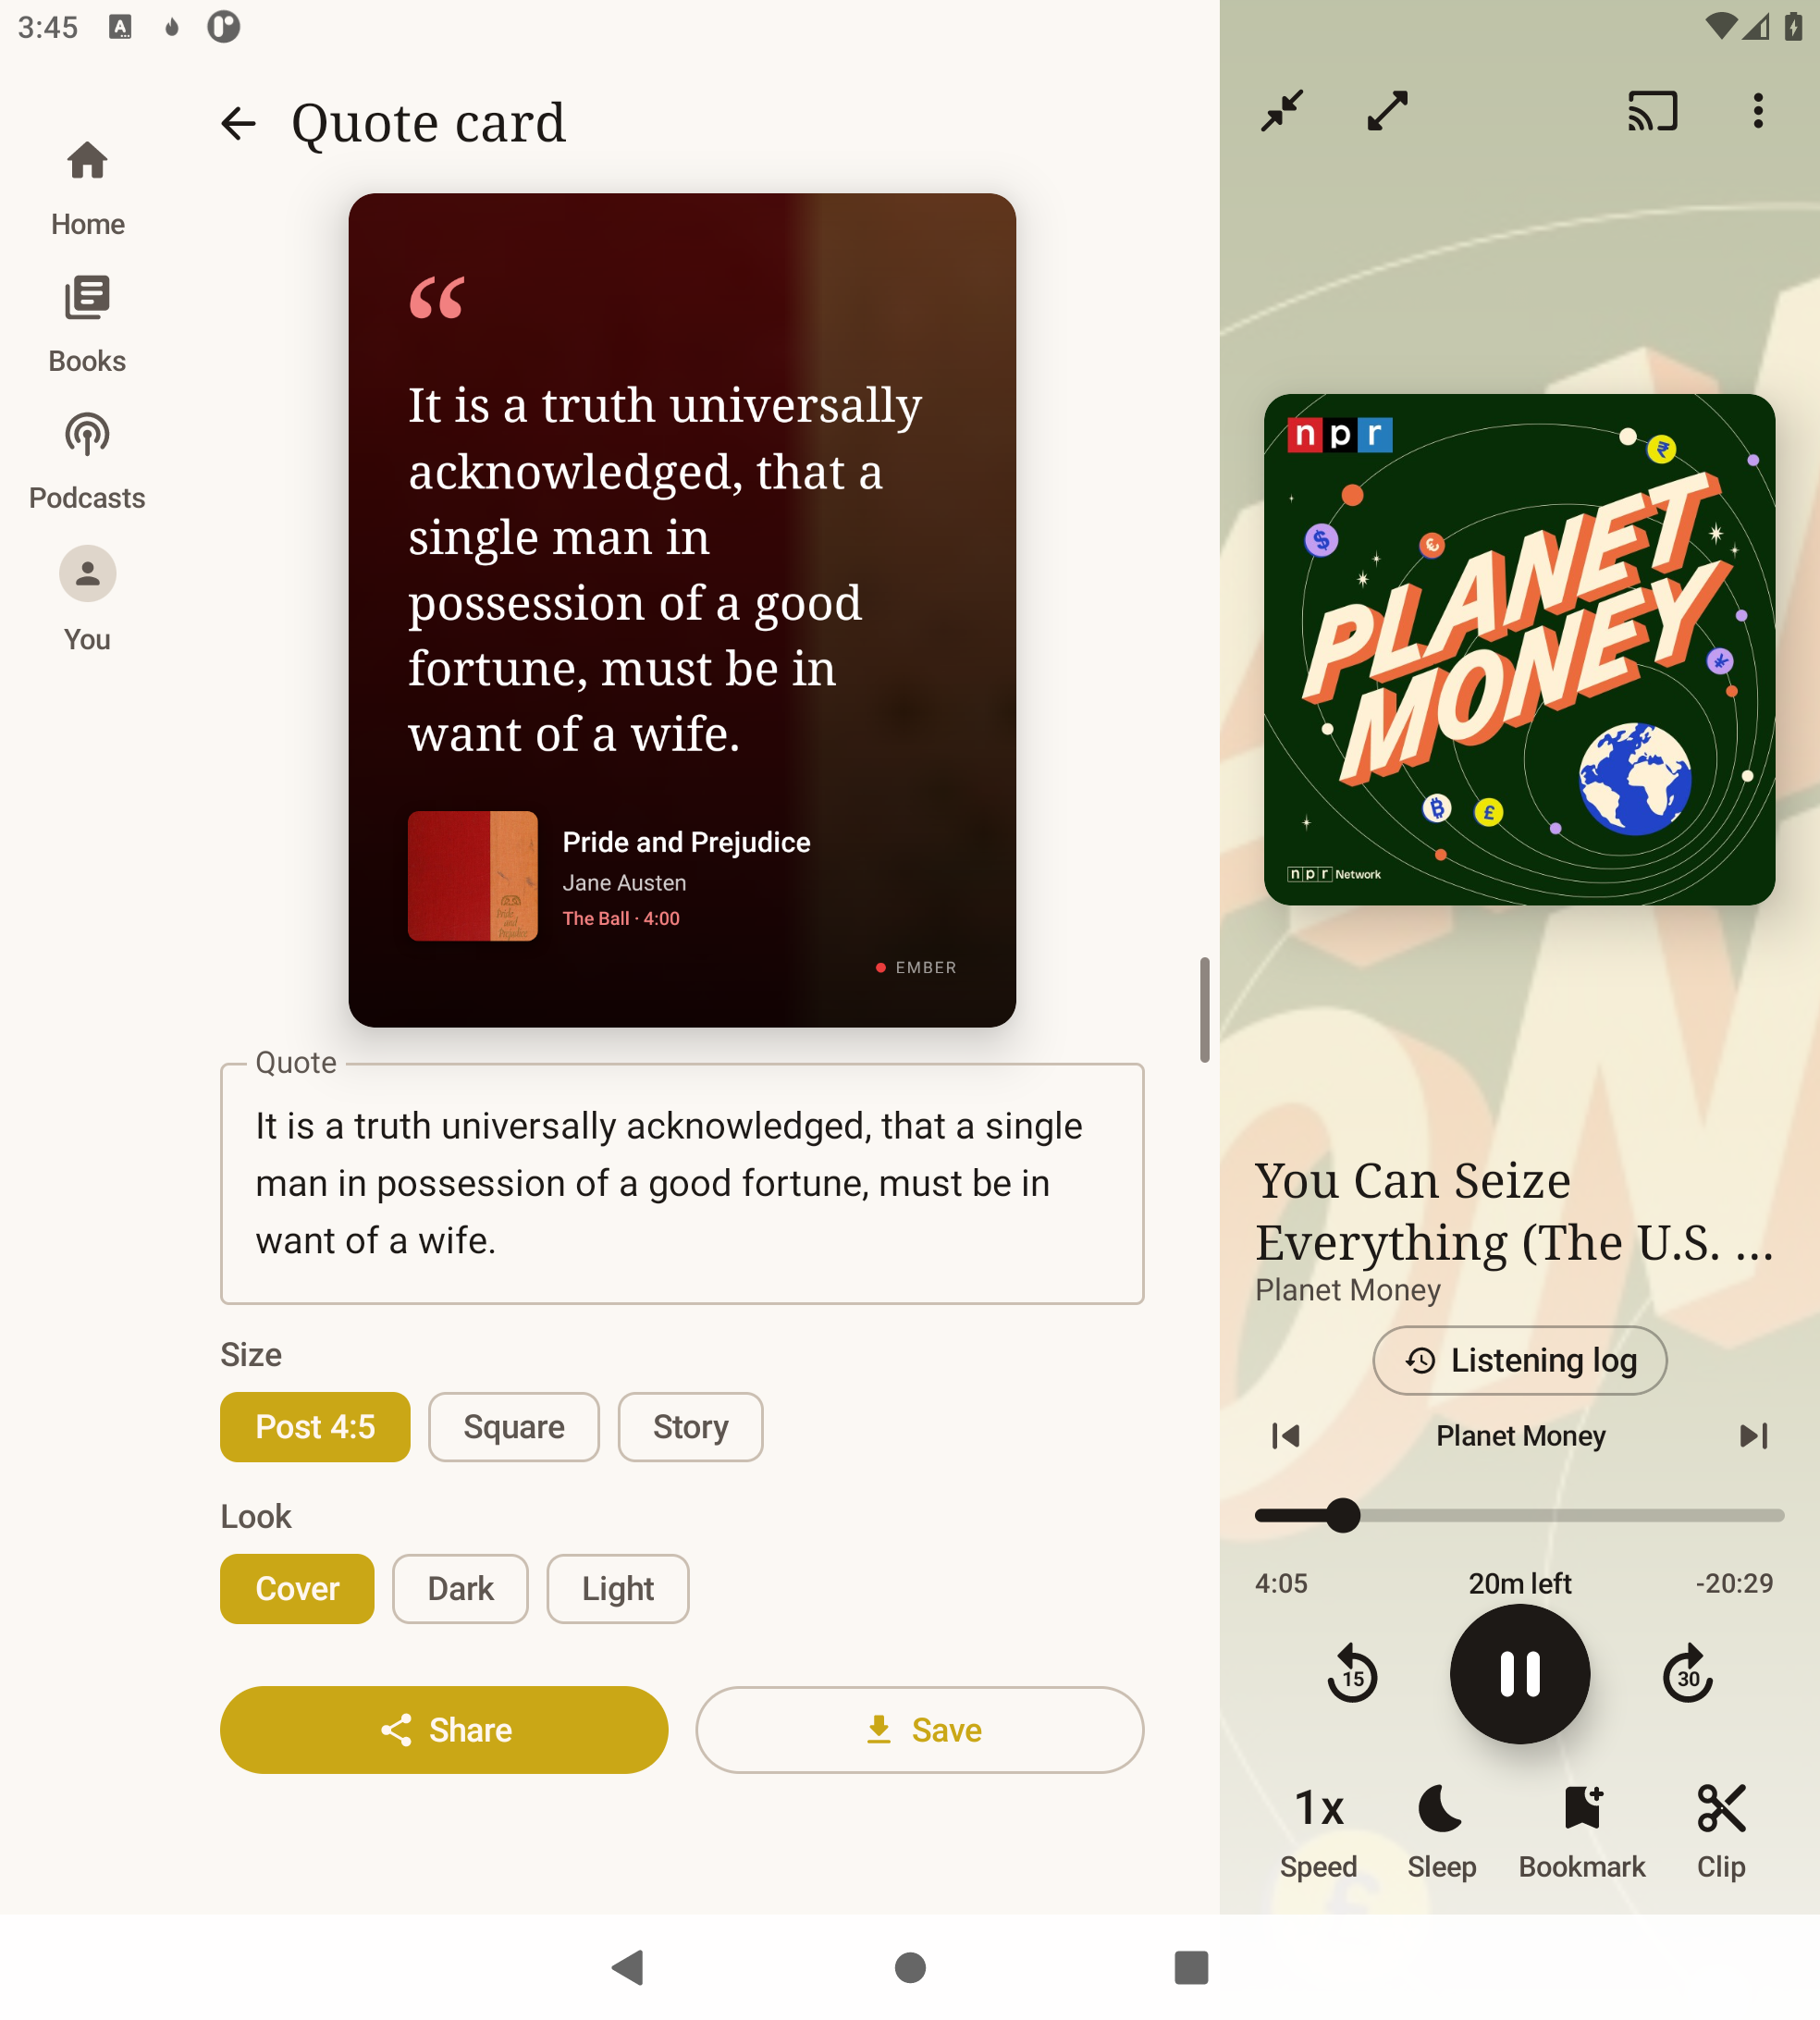 3:45
Quote card
Home
Books
Podcasts
You
“
It is a truth universally
acknowledged, that a
single man in
possession of a good
fortune, must be in
want of a wife.
Pride and Prejudice
Jane Austen
The Ball · 4:00
EMBER
Pride
and
Prejudice
Quote
It is a truth universally acknowledged, that a single
man in possession of a good fortune, must be in
want of a wife.
Size
Post 4:5
Square
Story
Look
Cover
Dark
Light
Share
Save
npr
PLANET
MONEY
npr Network
You Can Seize
Everything (The U.S. ...
Planet Money
Listening log
Planet Money
4:05
20m left
-20:29
15
30
1x
Speed
Sleep
Bookmark
Clip